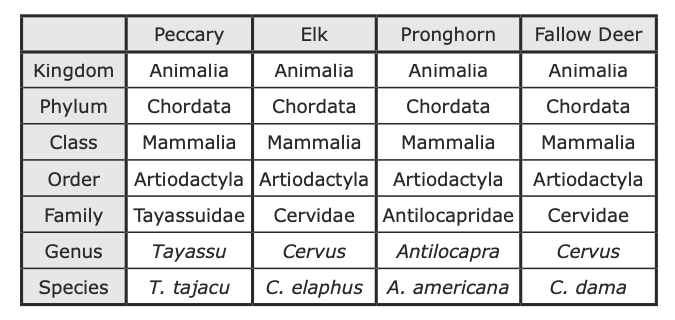 Peccary Elk Pronghorn Fallow Deer
Kingdom Animalia Animalia Animalia Animalia
Phylum Chordata Chordata Chordata Chordata
Class Mammalia Mammalia Mammalia Mammalia
Order Artiodactyla Artiodactyla Artiodactyla Artiodactyla
Family Tayassuidae Cervidae Antilocapridae Cervidae
Genus Tayassu Cervus Antilocapra Cervus
Species T. tajacu C. elaphus A. americana C. dama